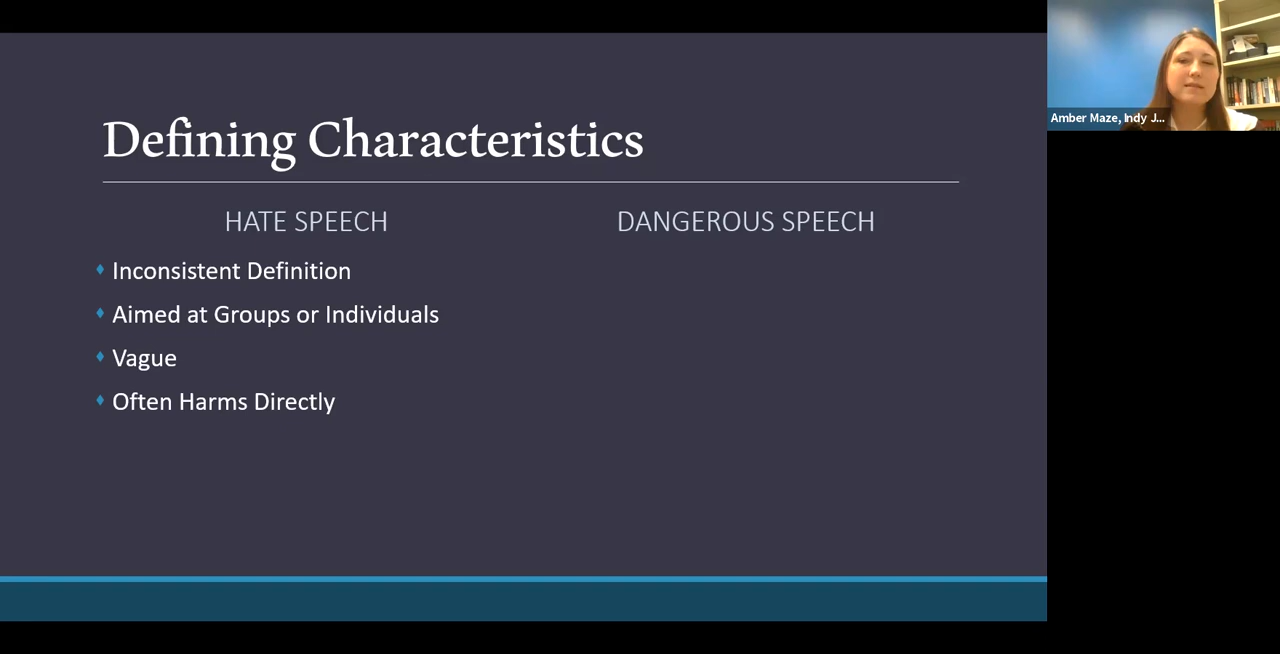 Defining Characteristics
HATE SPEECH
Inconsistent Definition
Aimed at Groups or Individuals
Vague
Often Harms Directly
DANGEROUS SPEECH
Amber Maze, Indy J...